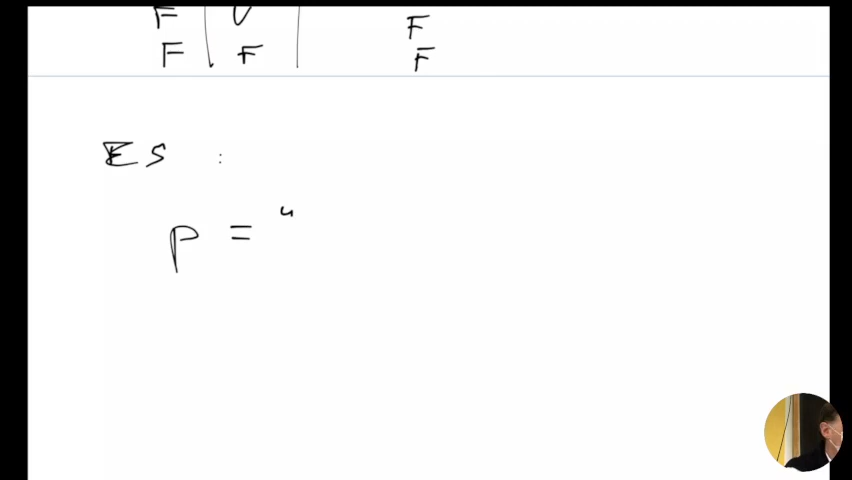 F V F
F F F
ES :
p = "